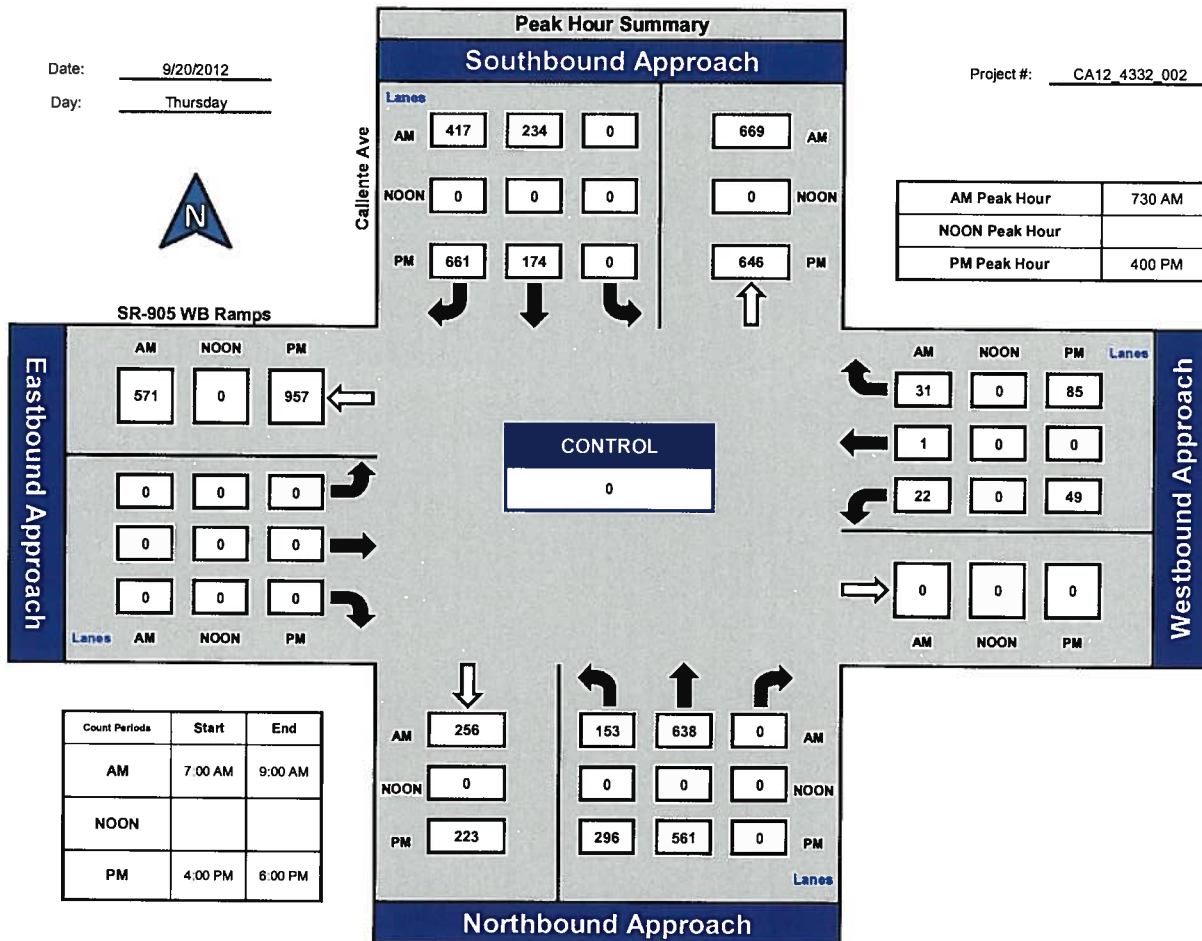 Peak Hour Summary
Southbound Approach
Date: 9/20/2012
Day: Thursday
Project #: CA12_4332_002
N
Caliente Ave
Lanes
AM 417 234 0 669 AM
NOON 0 0 0 0 NOON
PM 661 174 0 646 PM
AM Peak Hour 730 AM
NOON Peak Hour
PM Peak Hour 400 PM
SR-905 WB Ramps
Eastbound Approach
AM NOON PM
571 0 957
0 0 0
0 0 0
0 0 0
Lanes AM NOON PM
CONTROL
0
Westbound Approach
AM NOON PM Lanes
31 0 85
1 0 0
22 0 49
0 0 0
AM NOON PM
Count Periods Start End
AM 7:00 AM 9:00 AM
NOON
PM 4:00 PM 6:00 PM
AM 256 153 638 0 AM
NOON 0 0 0 0 NOON
PM 223 296 561 0 PM
Lanes
Northbound Approach